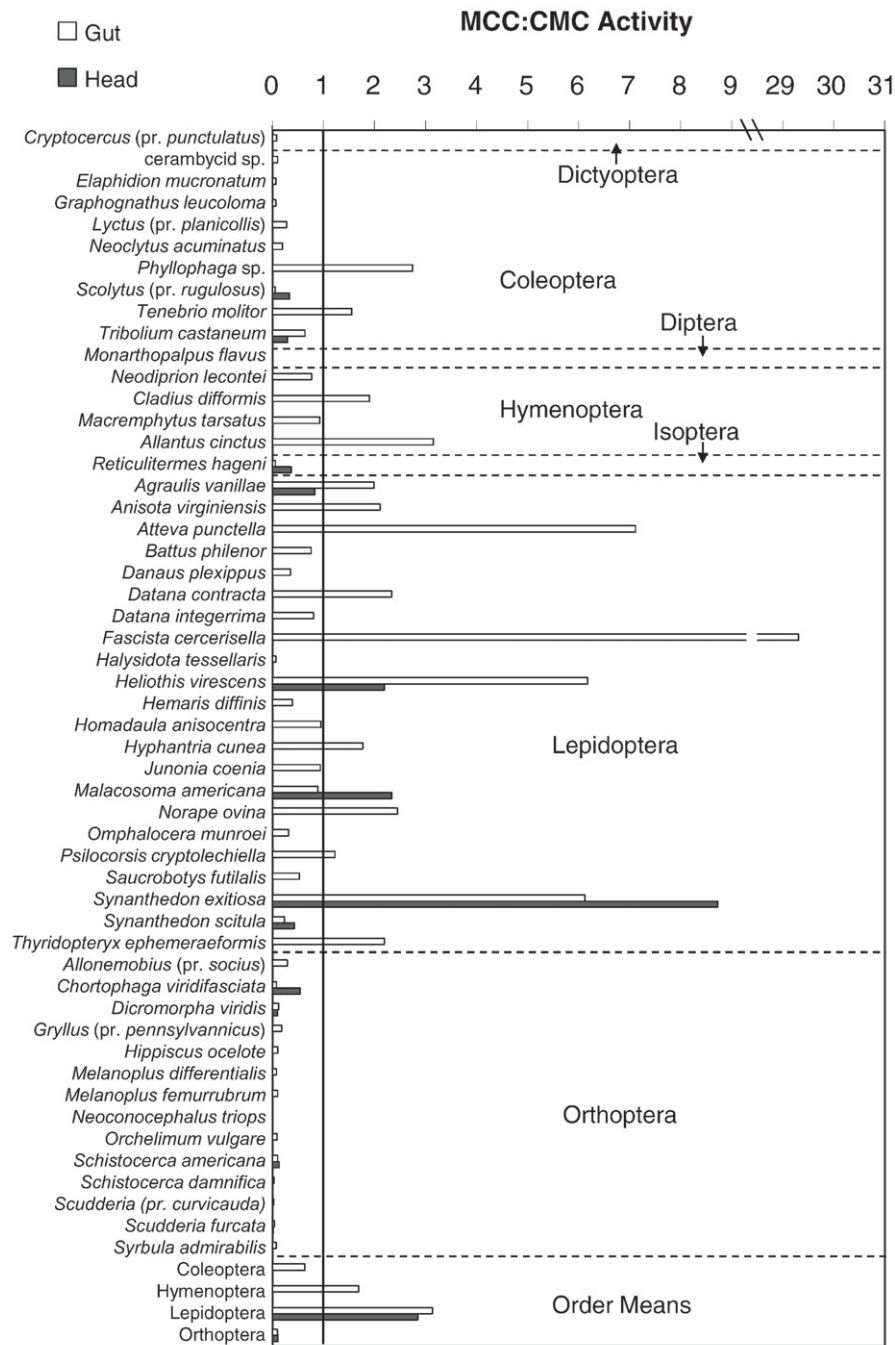 MCC:CMC Activity
Gut
Head
0 1 2 3 4 5 6 7 8 9 29 30 31
Cryptocercus (pr. punctulatus)
cerambycid sp.
Dictyoptera
Elaphidion mucronatum
Graphognathus leucoloma
Lyctus (pr. planicollis)
Neoclytus acuminatus
Phyllophaga sp.
Coleoptera
Scolytus (pr. rugulosus)
Tenebrio molitor
Diptera
Tribolium castaneum
Monarthopalpus flavus
Neodiprion lecontei
Cladius difformis
Hymenoptera
Macremphytus tarsatus
Allantus cinctus
Isoptera
Reticulitermes hageni
Agraulis vanillae
Anisota virginiensis
Atteva punctella
Battus philenor
Danaus plexippus
Datana contracta
Datana integerrima
Fascista cercerisella
Halysidota tessellaris
Heliothis virescens
Hemaris diffinis
Homadaula anisocentra
Hyphantria cunea
Lepidoptera
Junonia coenia
Malacosoma americana
Norape ovina
Omphalocera munroei
Psilocorsis cryptolechiella
Saucrobotys futilalis
Synanthedon exitiosa
Synanthedon scitula
Thyridopteryx ephemeraeformis
Allonemobius (pr. socius)
Chortophaga viridifasciata
Dicromorpha viridis
Gryllus (pr. pennsylvannicus)
Hippiscus ocelote
Melanoplus differentialis
Melanoplus femurrubrum
Neoconocephalus triops
Orthoptera
Orchelimum vulgare
Schistocerca americana
Schistocerca damnifica
Scudderia (pr. curvicauda)
Scudderia furcata
Syrbula admirabilis
Coleoptera
Hymenoptera
Order Means
Lepidoptera
Orthoptera